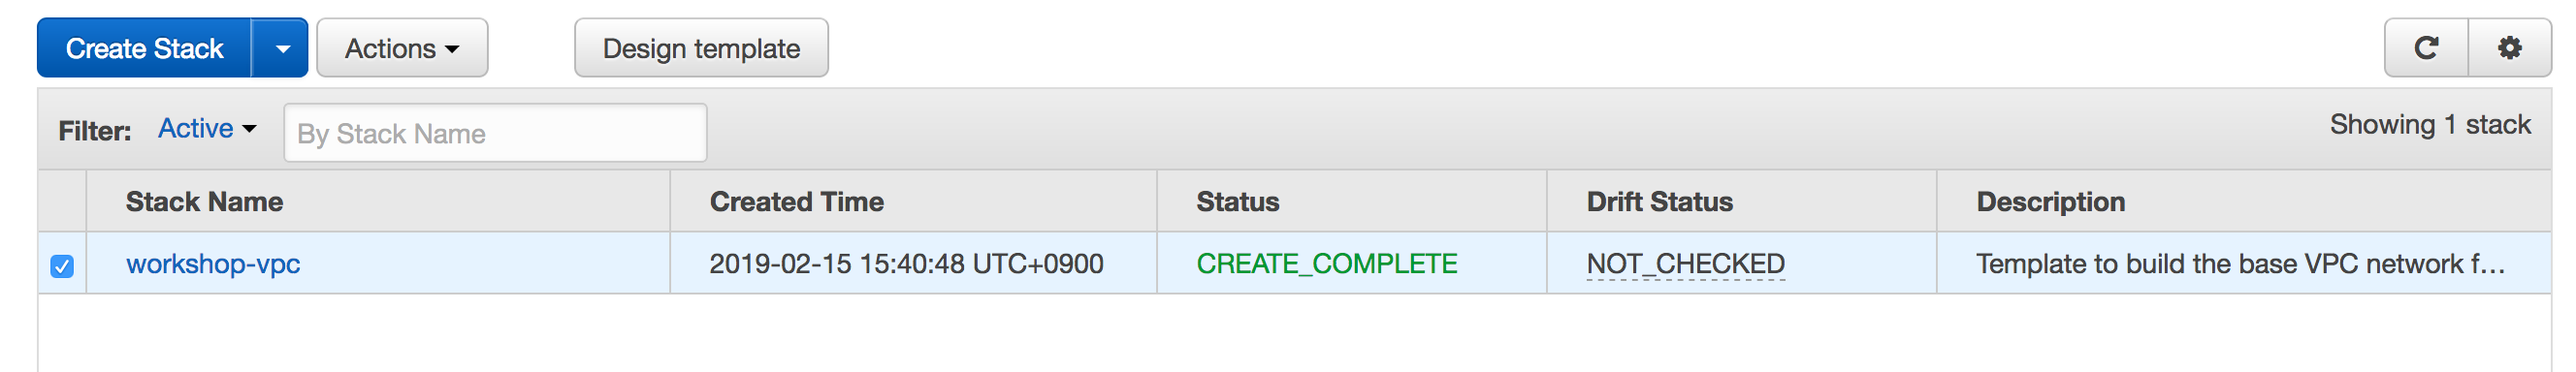 Create Stack Actions Design template
Filter: Active By Stack Name Showing 1 stack
Stack Name Created Time Status Drift Status Description
workshop-vpc 2019-02-15 15:40:48 UTC+0900 CREATE_COMPLETE NOT_CHECKED Template to build the base VPC network f...